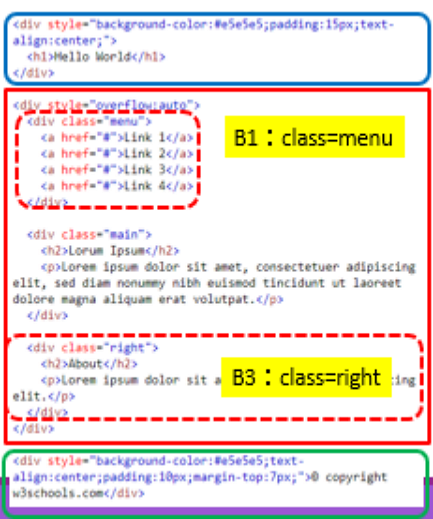 <div style="background-color:#e5e5e5;padding:15px;text-
align:center;">
<h1>Hello World</h1>
</div>
<div style="overflow:auto">
<div class="menu">
<a href="#">Link 1</a>
<a href="#">Link 2</a>
<a href="#">Link 3</a>
<a href="#">Link 4</a>
</div>
B1：class=menu
<div class="main">
<h2>Lorum Ipsum</h2>
<p>Lorem ipsum dolor sit amet, consectetuer adipiscing
elit, sed diam nonummy nibh euismod tincidunt ut laoreet
dolore magna aliquam erat volutpat.</p>
</div>
<div class="right">
<h2>About</h2>
<p>Lorem ipsum dolor sit a
elit.</p>
</div>
B3：class=right
</div>
<div style="background-color:#e5e5e5;text-
align:center;padding:10px;margin-top:7px;">© copyright
w3schools.com</div>